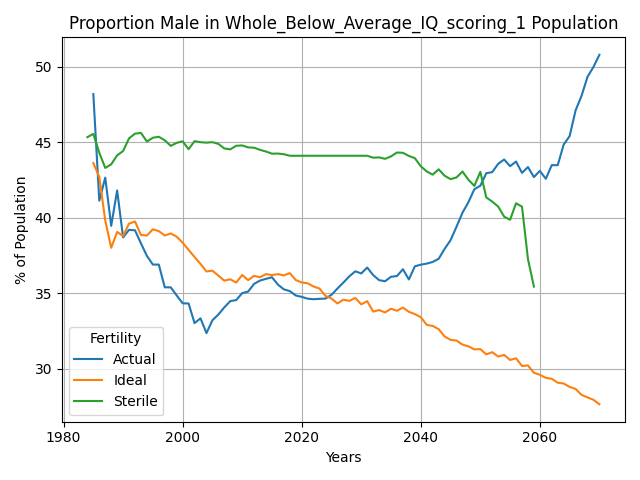 Proportion Male in Whole_Below_Average_IQ_scoring_1 Population
% of Population
50
45
40
35
30
Fertility
Actual
Ideal
Sterile
1980
2000
2020
2040
2060
Years